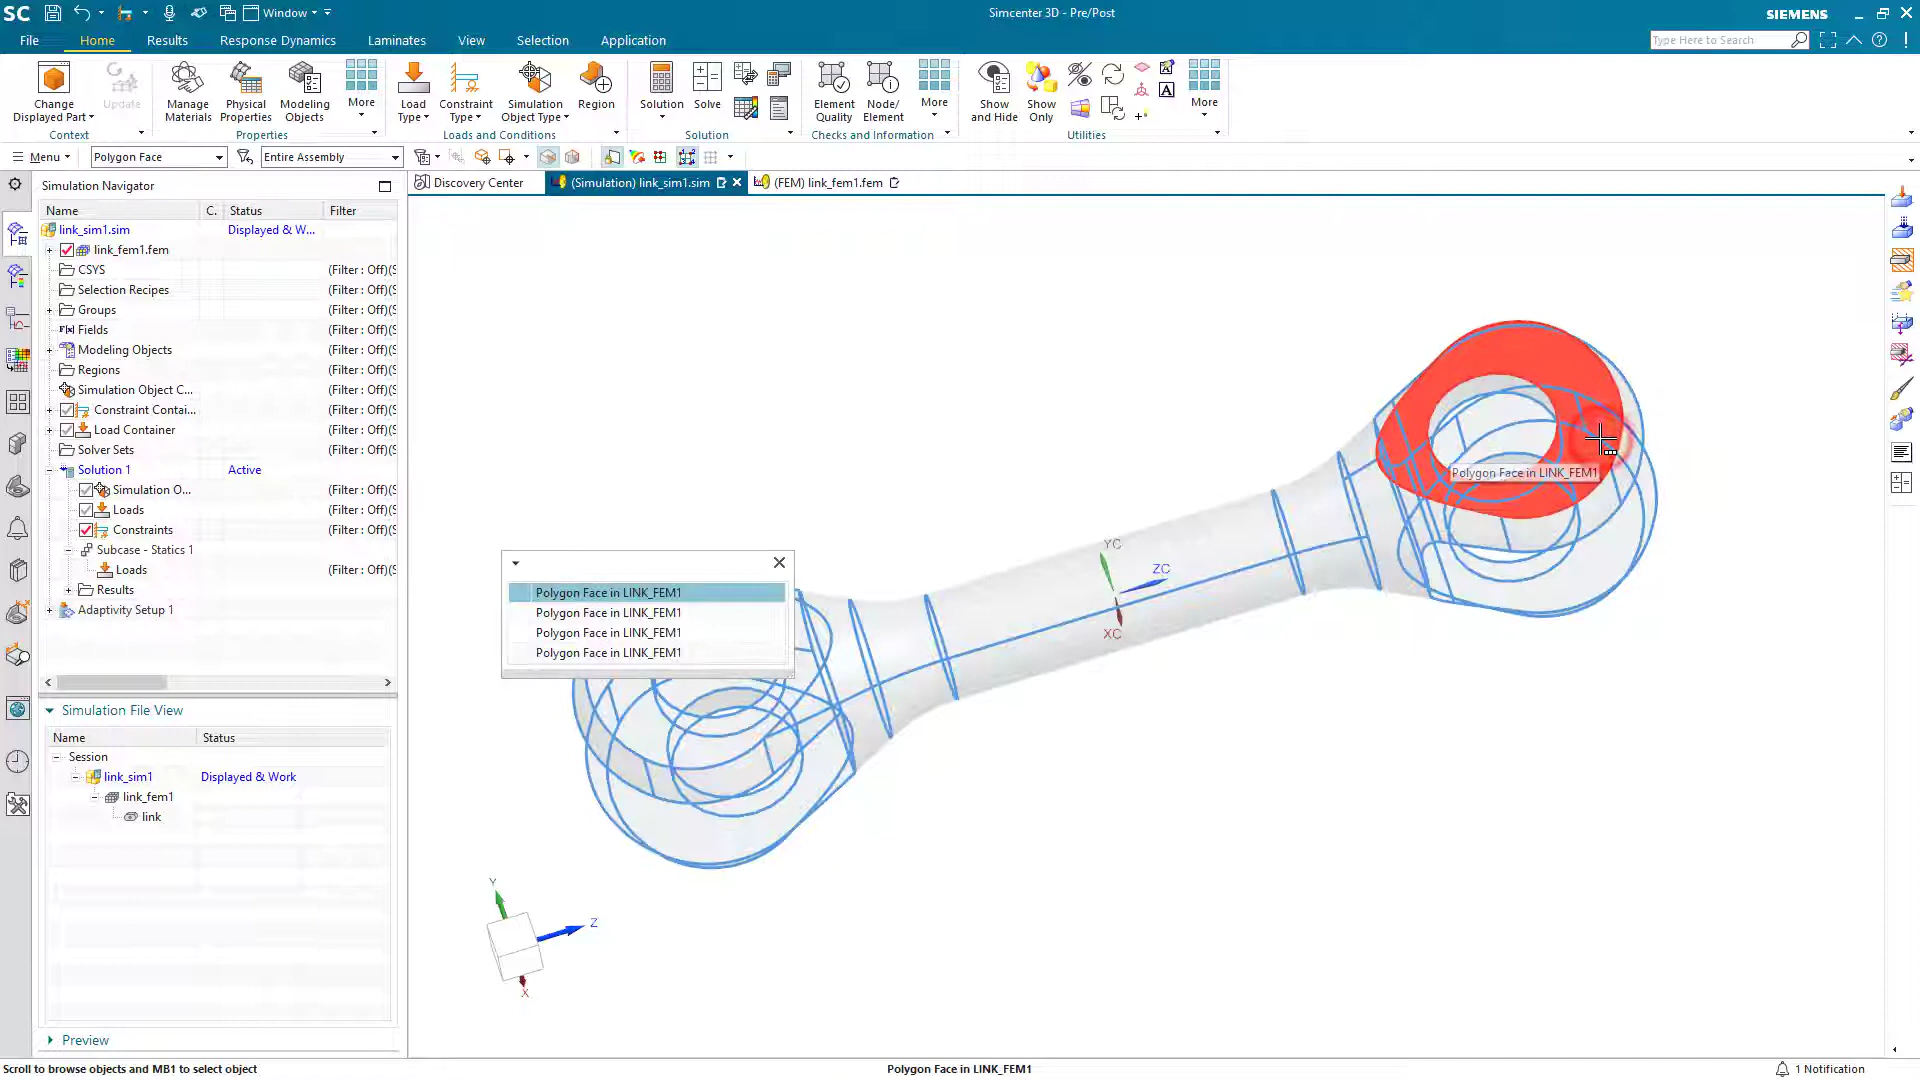 SC
Window
Simcenter 3D - Pre/Post
SIEMENS
File
Home
Results
Response Dynamics
Laminates
View
Selection
Application
Type Here to Search
Change
Displayed Part
Update
Context
Manage
Materials
Physical
Properties
Modeling
Objects
More
Properties
Load
Type
Constraint
Type
Simulation
Object Type
Region
Loads and Conditions
Solution
Solve
Solution
Element
Quality
Node/
Element
More
Checks and Information
Show
and Hide
Show
Only
More
Utilities
Menu
Polygon Face
Entire Assembly
Simulation Navigator
Discovery Center
(Simulation) link_sim1.sim
(FEM) link_fem1.fem
Name
C.
Status
Filter
link_sim1.sim
Displayed & W...
link_fem1.fem
CSYS
(Filter : Off)(S
Selection Recipes
(Filter : Off)(S
Groups
(Filter : Off)(S
Fields
(Filter : Off)(S
Modeling Objects
(Filter : Off)(S
Regions
(Filter : Off)(S
Simulation Object C...
(Filter : Off)(S
Constraint Contai...
(Filter : Off)(S
Load Container
(Filter : Off)(S
Solver Sets
(Filter : Off)(S
Solution 1
Active
Simulation O...
(Filter : Off)(S
Loads
(Filter : Off)(S
Constraints
(Filter : Off)(S
Subcase - Statics 1
Loads
(Filter : Off)(S
Results
Adaptivity Setup 1
Polygon Face in LINK_FEM1
Polygon Face in LINK_FEM1
Polygon Face in LINK_FEM1
Polygon Face in LINK_FEM1
Polygon Face in LINK_FEM1
YC
ZC
XC
Simulation File View
Name
Status
Session
link_sim1
Displayed & Work
link_fem1
link
Y
Z
X
Preview
Scroll to browse objects and MB1 to select object
Polygon Face in LINK_FEM1
1 Notification